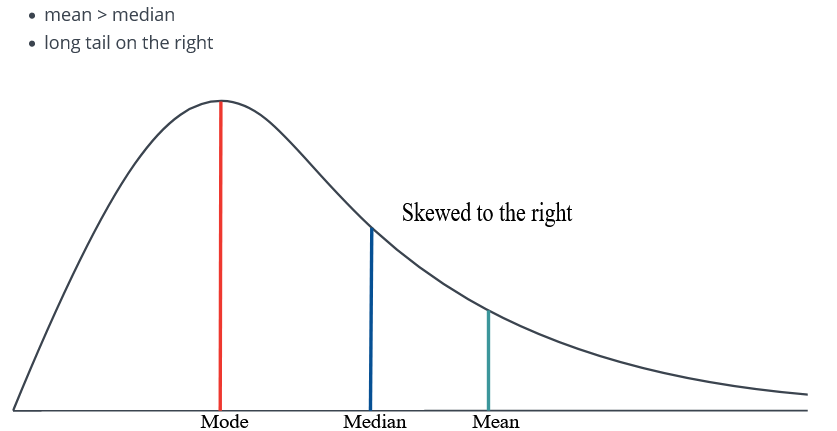 mean > median
long tail on the right
Skewed to the right
Mode
Median
Mean